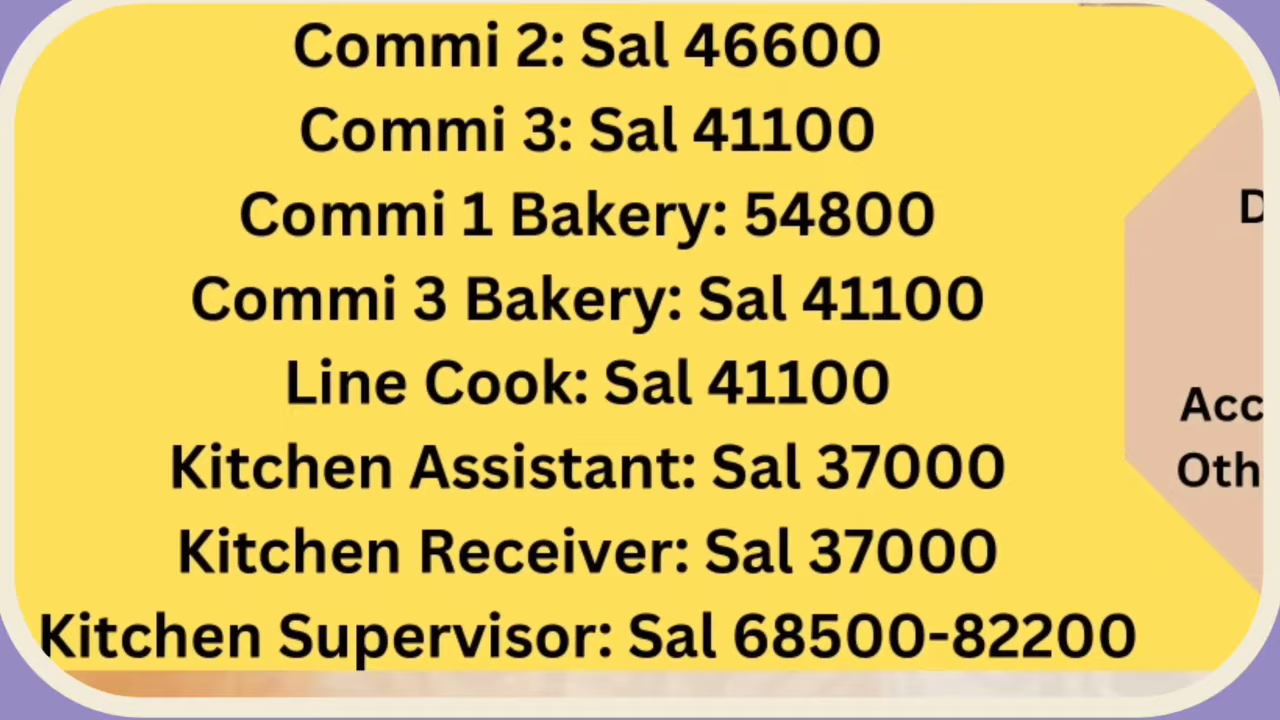 Commi 2: Sal 46600
Commi 3: Sal 41100
Commi 1 Bakery: 54800
Commi 3 Bakery: Sal 41100
Line Cook: Sal 41100
Kitchen Assistant: Sal 37000
Kitchen Receiver: Sal 37000
Kitchen Supervisor: Sal 68500-82200